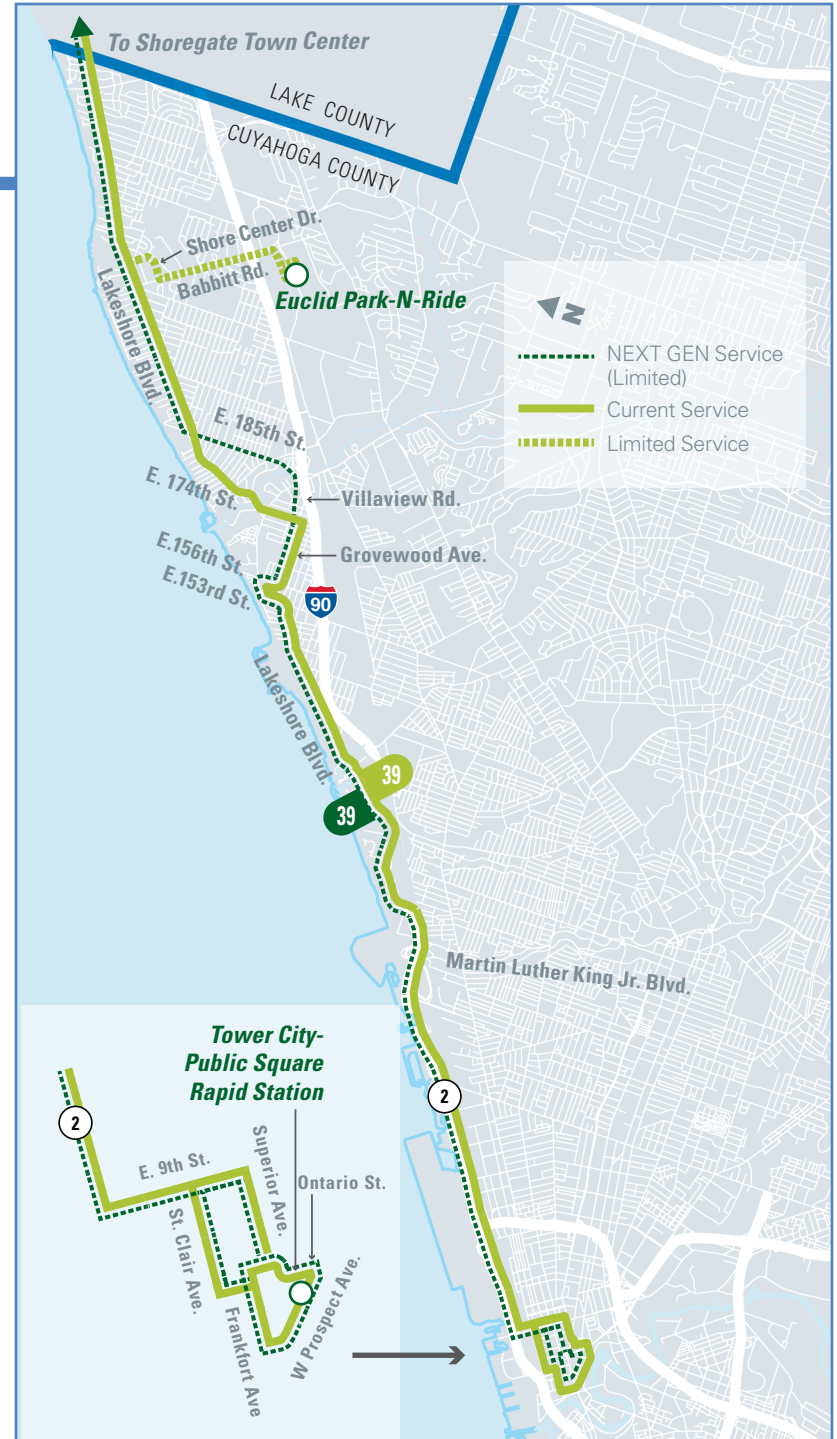 To Shoregate Town Center
LAKE COUNTY
CUYAHOGA COUNTY
Shore Center Dr.
Babbitt Rd.
Euclid Park-N-Ride
Lakeshore Blvd.
N
NEXT GEN Service
(Limited)
Current Service
Limited Service
E. 185th St.
E. 174th St.
Villaview Rd.
E.156th St.
Grovewood Ave.
E.153rd St.
90
Lakeshore Blvd.
39
39
Martin Luther King Jr. Blvd.
2
Tower City-
Public Square
Rapid Station
2
E. 9th St.
Superior Ave.
Ontario St.
St. Clair Ave.
Frankfort Ave
W Prospect Ave.